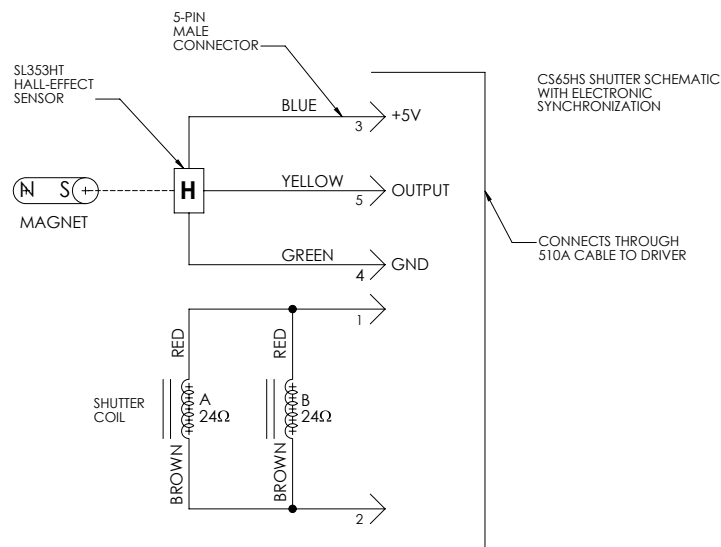 5-PIN
MALE
CONNECTOR
SL353HT
HALL-EFFECT
SENSOR
CS65HS SHUTTER SCHEMATIC
WITH ELECTRONIC
SYNCHRONIZATION
BLUE
3
+5V
N S
H
YELLOW
5
OUTPUT
MAGNET
CONNECTS THROUGH
510A CABLE TO DRIVER
GREEN
4
GND
1
RED
RED
SHUTTER
COIL
A
24Ω
B
24Ω
BROWN
BROWN
2